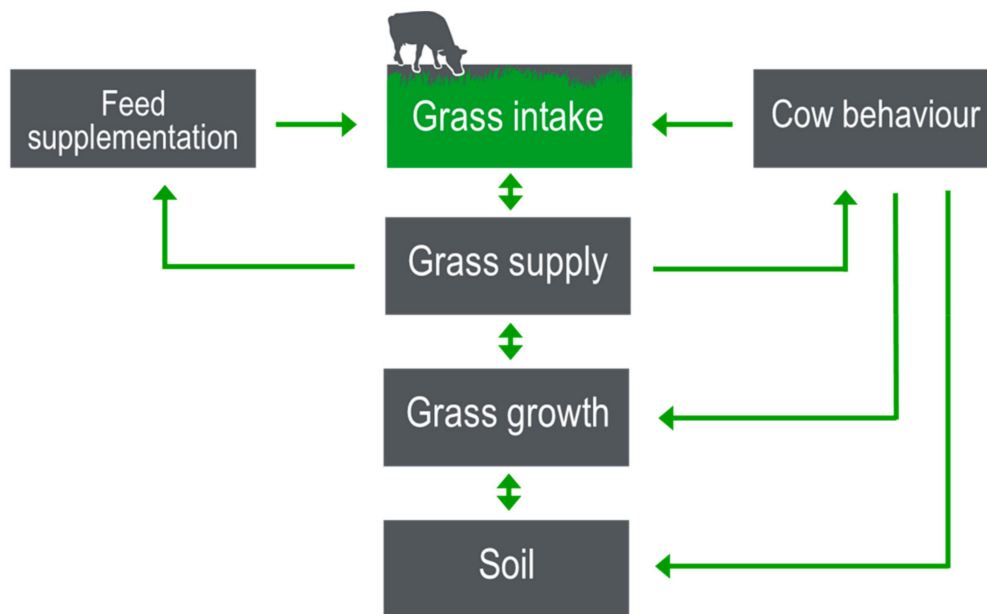 Feed
supplementation
Grass intake
Cow behaviour
Grass supply
Grass growth
Soil